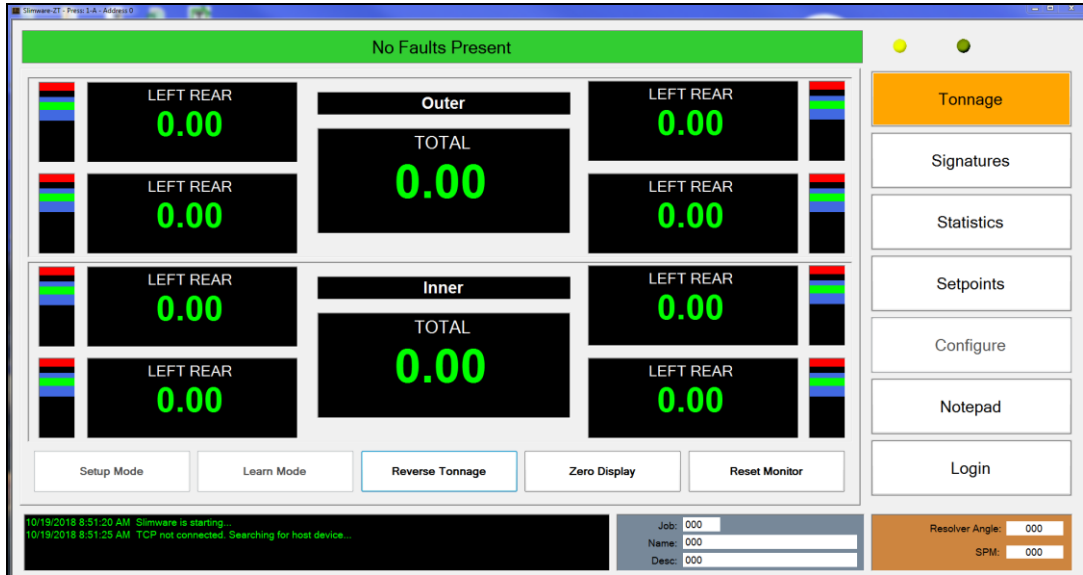 Slimware-ZT - Press: 1-A - Address 0
No Faults Present
LEFT REAR
0.00
Outer
LEFT REAR
0.00
TOTAL
0.00
LEFT REAR
0.00
LEFT REAR
0.00
LEFT REAR
0.00
Inner
LEFT REAR
0.00
TOTAL
0.00
LEFT REAR
0.00
LEFT REAR
0.00
Setup Mode
Learn Mode
Reverse Tonnage
Zero Display
Reset Monitor
Tonnage
Signatures
Statistics
Setpoints
Configure
Notepad
Login
10/19/2018 8:51:20 AM Slimware is starting...
10/19/2018 8:51:25 AM TCP not connected. Searching for host device...
Job: 000
Name: 000
Desc: 000
Resolver Angle: 000
SPM: 000